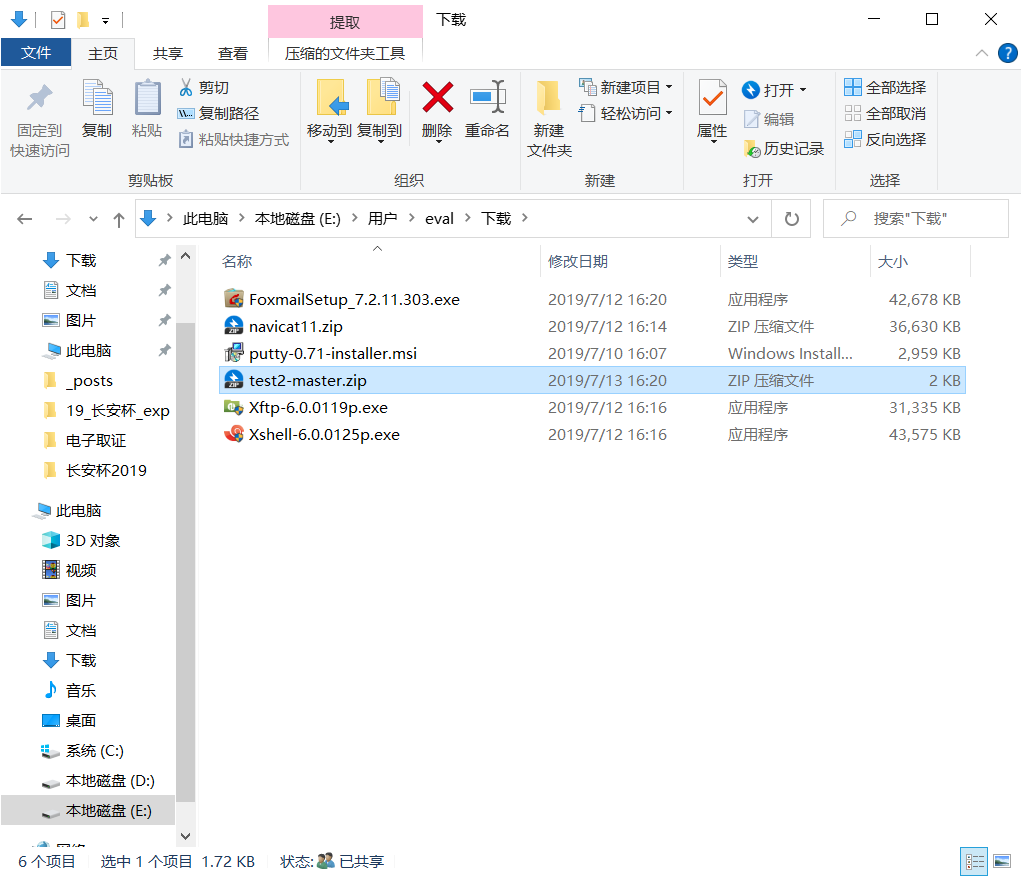 提取
下载
文件
主页
共享
查看
压缩的文件夹工具
固定到
快速访问
复制
粘贴
剪切
复制路径
粘贴快捷方式
剪贴板
移动到
复制到
删除
重命名
组织
新建
文件夹
新建项目
轻松访问
新建
属性
打开
编辑
历史记录
打开
全部选择
全部取消
反向选择
选择
此电脑 > 本地磁盘 (E:) > 用户 > eval > 下载 >
搜索"下载"
下载
文档
图片
此电脑
_posts
19_长安杯_exp
电子取证
长安杯2019
此电脑
3D 对象
视频
图片
文档
下载
音乐
桌面
系统 (C:)
本地磁盘 (D:)
本地磁盘 (E:)
网络
名称 修改日期 类型 大小
FoxmailSetup_7.2.11.303.exe 2019/7/12 16:20 应用程序 42,678 KB
navicat11.zip 2019/7/12 16:14 ZIP 压缩文件 36,630 KB
putty-0.71-installer.msi 2019/7/10 16:07 Windows Install... 2,959 KB
test2-master.zip 2019/7/13 16:20 ZIP 压缩文件 2 KB
Xftp-6.0.0119p.exe 2019/7/12 16:16 应用程序 31,335 KB
Xshell-6.0.0125p.exe 2019/7/12 16:16 应用程序 43,575 KB
6 个项目 选中 1 个项目 1.72 KB 状态: 已共享